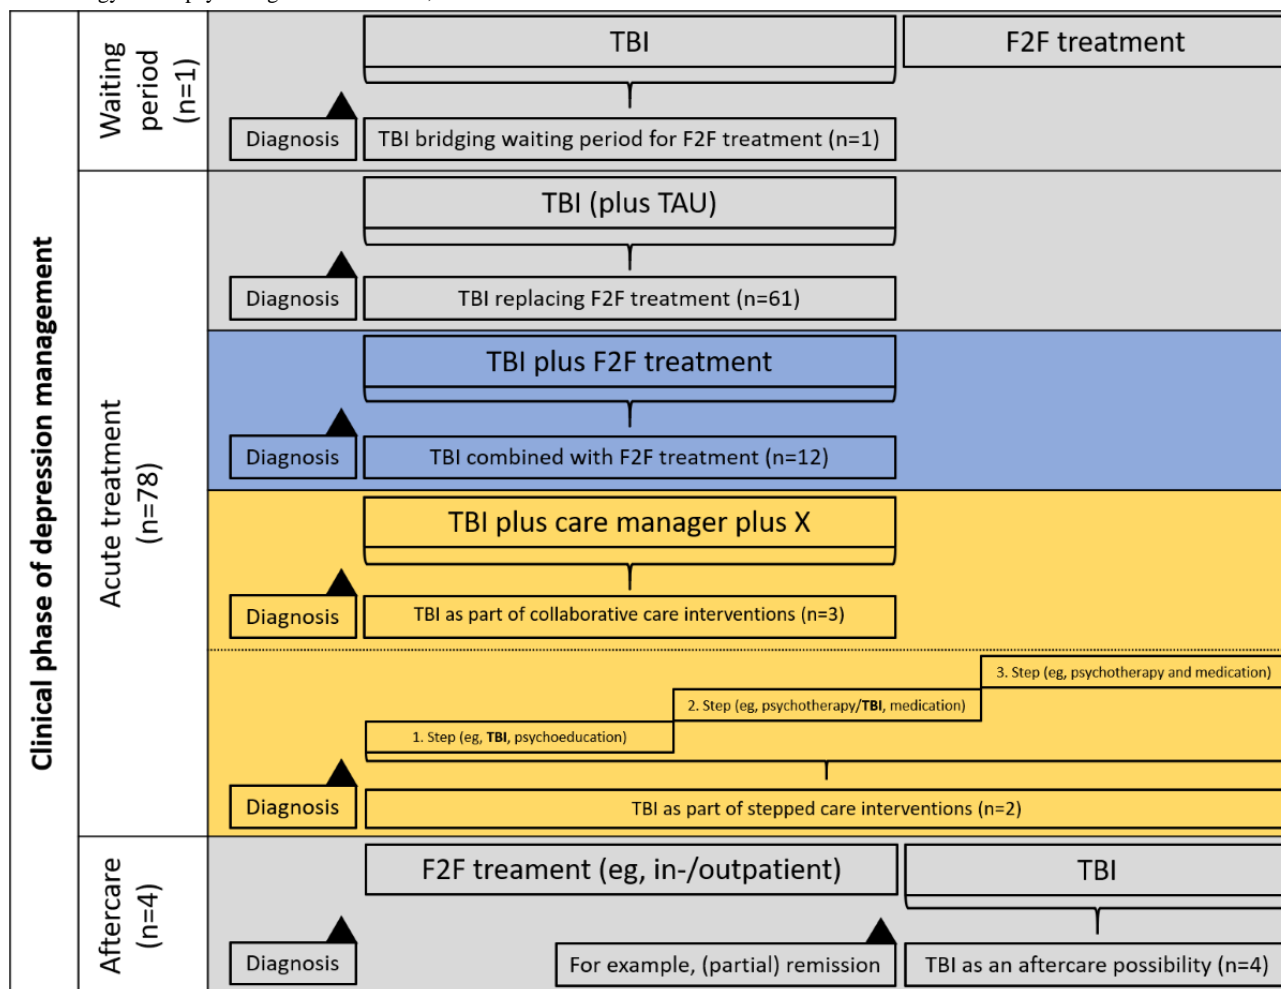 Clinical phase of depression management
Waiting
period
(n=1)
TBI
F2F treatment
Diagnosis
TBI bridging waiting period for F2F treatment (n=1)
Acute treatment
(n=78)
TBI (plus TAU)
Diagnosis
TBI replacing F2F treatment (n=61)
TBI plus F2F treatment
Diagnosis
TBI combined with F2F treatment (n=12)
TBI plus care manager plus X
Diagnosis
TBI as part of collaborative care interventions (n=3)
3. Step (eg, psychotherapy and medication)
2. Step (eg, psychotherapy/TBI, medication)
1. Step (eg, TBI, psychoeducation)
Diagnosis
TBI as part of stepped care interventions (n=2)
Aftercare
(n=4)
F2F treament (eg, in-/outpatient)
TBI
Diagnosis
For example, (partial) remission
TBI as an aftercare possibility (n=4)